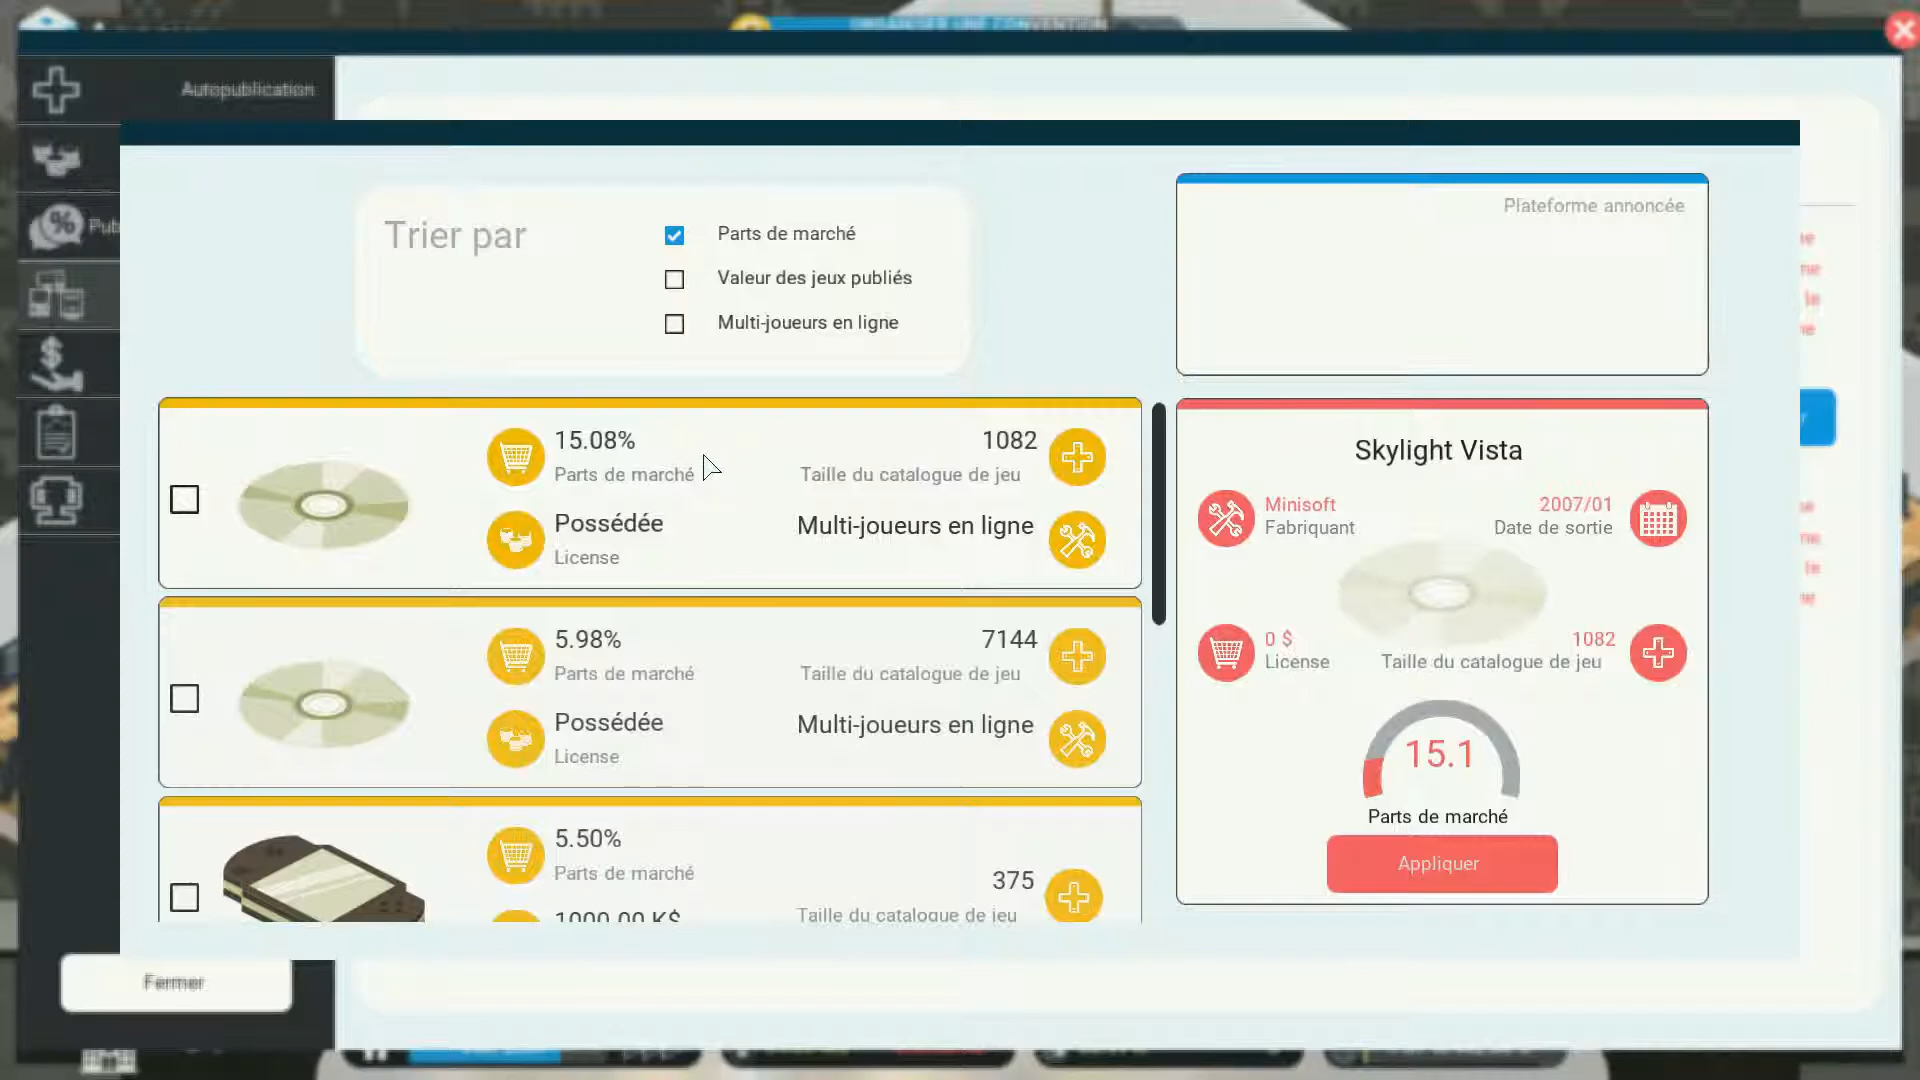 ORGANISER UNE CONVENTION
Autopublication
Pub
Trier par
Parts de marché
Valeur des jeux publiés
Multi-joueurs en ligne
Plateforme annoncée
15.08%
Parts de marché
1082
Taille du catalogue de jeu
Possédée
License
Multi-joueurs en ligne
5.98%
Parts de marché
7144
Taille du catalogue de jeu
Possédée
License
Multi-joueurs en ligne
5.50%
Parts de marché
1000.00 K$
375
Taille du catalogue de jeu
Skylight Vista
Minisoft
Fabriquant
2007/01
Date de sortie
0 $
License
1082
Taille du catalogue de jeu
15.1
Parts de marché
Appliquer
Fermer